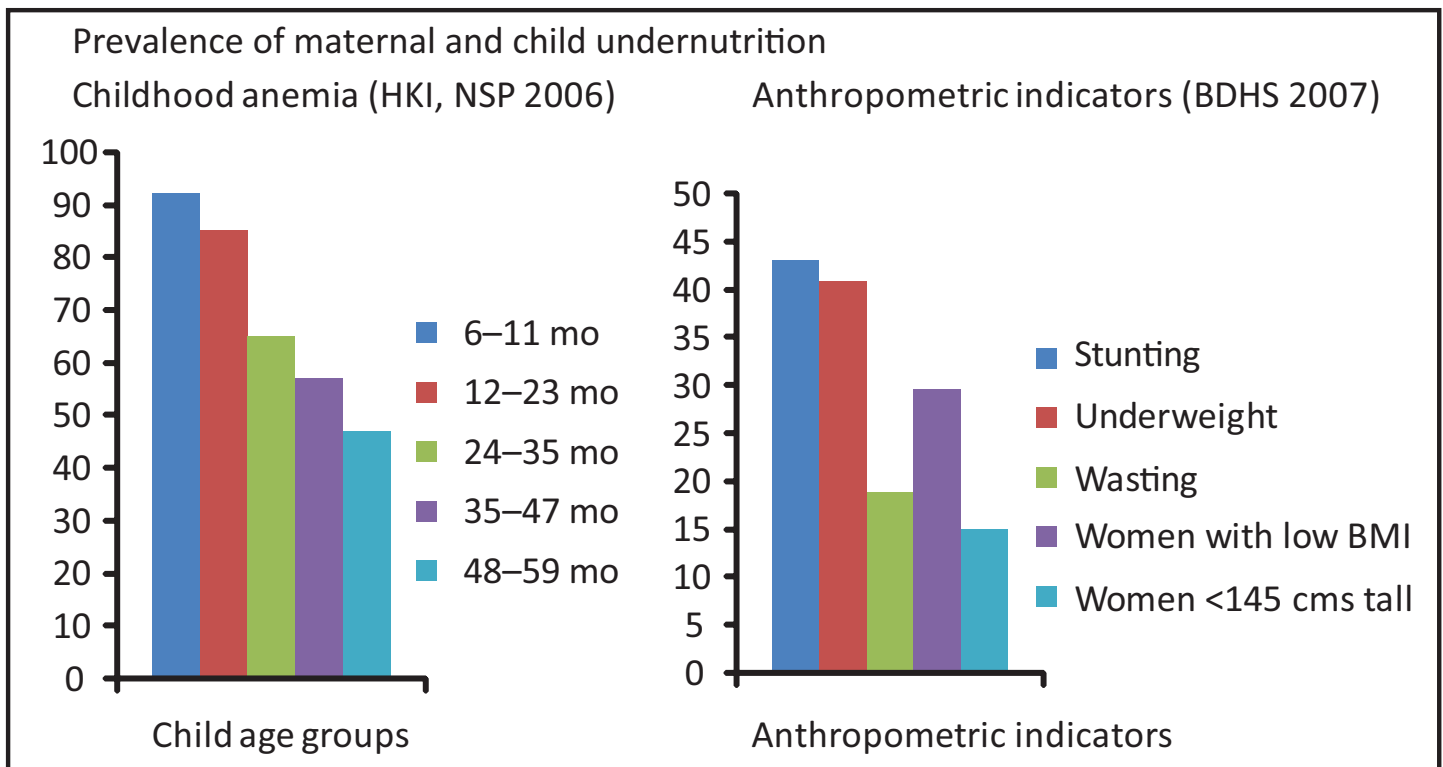 Prevalence of maternal and child undernutrition
Childhood anemia (HKI, NSP 2006)
100
90
80
70
60
50
40
30
20
10
0
6–11 mo
12–23 mo
24–35 mo
35–47 mo
48–59 mo
Child age groups
Anthropometric indicators (BDHS 2007)
50
45
40
35
30
25
20
15
10
5
0
Stunting
Underweight
Wasting
Women with low BMI
Women <145 cms tall
Anthropometric indicators